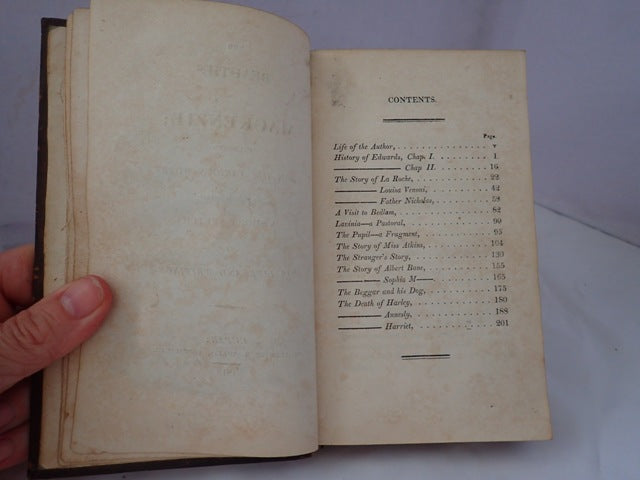 CONTENTS.
Page.
Life of the Author, v
History of Edwards, Chap. I. 1
Chap II. 16
The Story of La Roche, 22
Louisa Venoni, 42
Father Nicholas, 58
A Visit to Bedlam, 82
Lavinia—a Pastoral, 90
The Pupil—a Fragment, 95
The Story of Miss Atkins, 104
The Stranger's Story, 130
The Story of Albert Bane, 155
Sophia M—— 165
The Beggar and his Dog, 175
The Death of Harley, 180
Annesly, 188
Harriet, 201